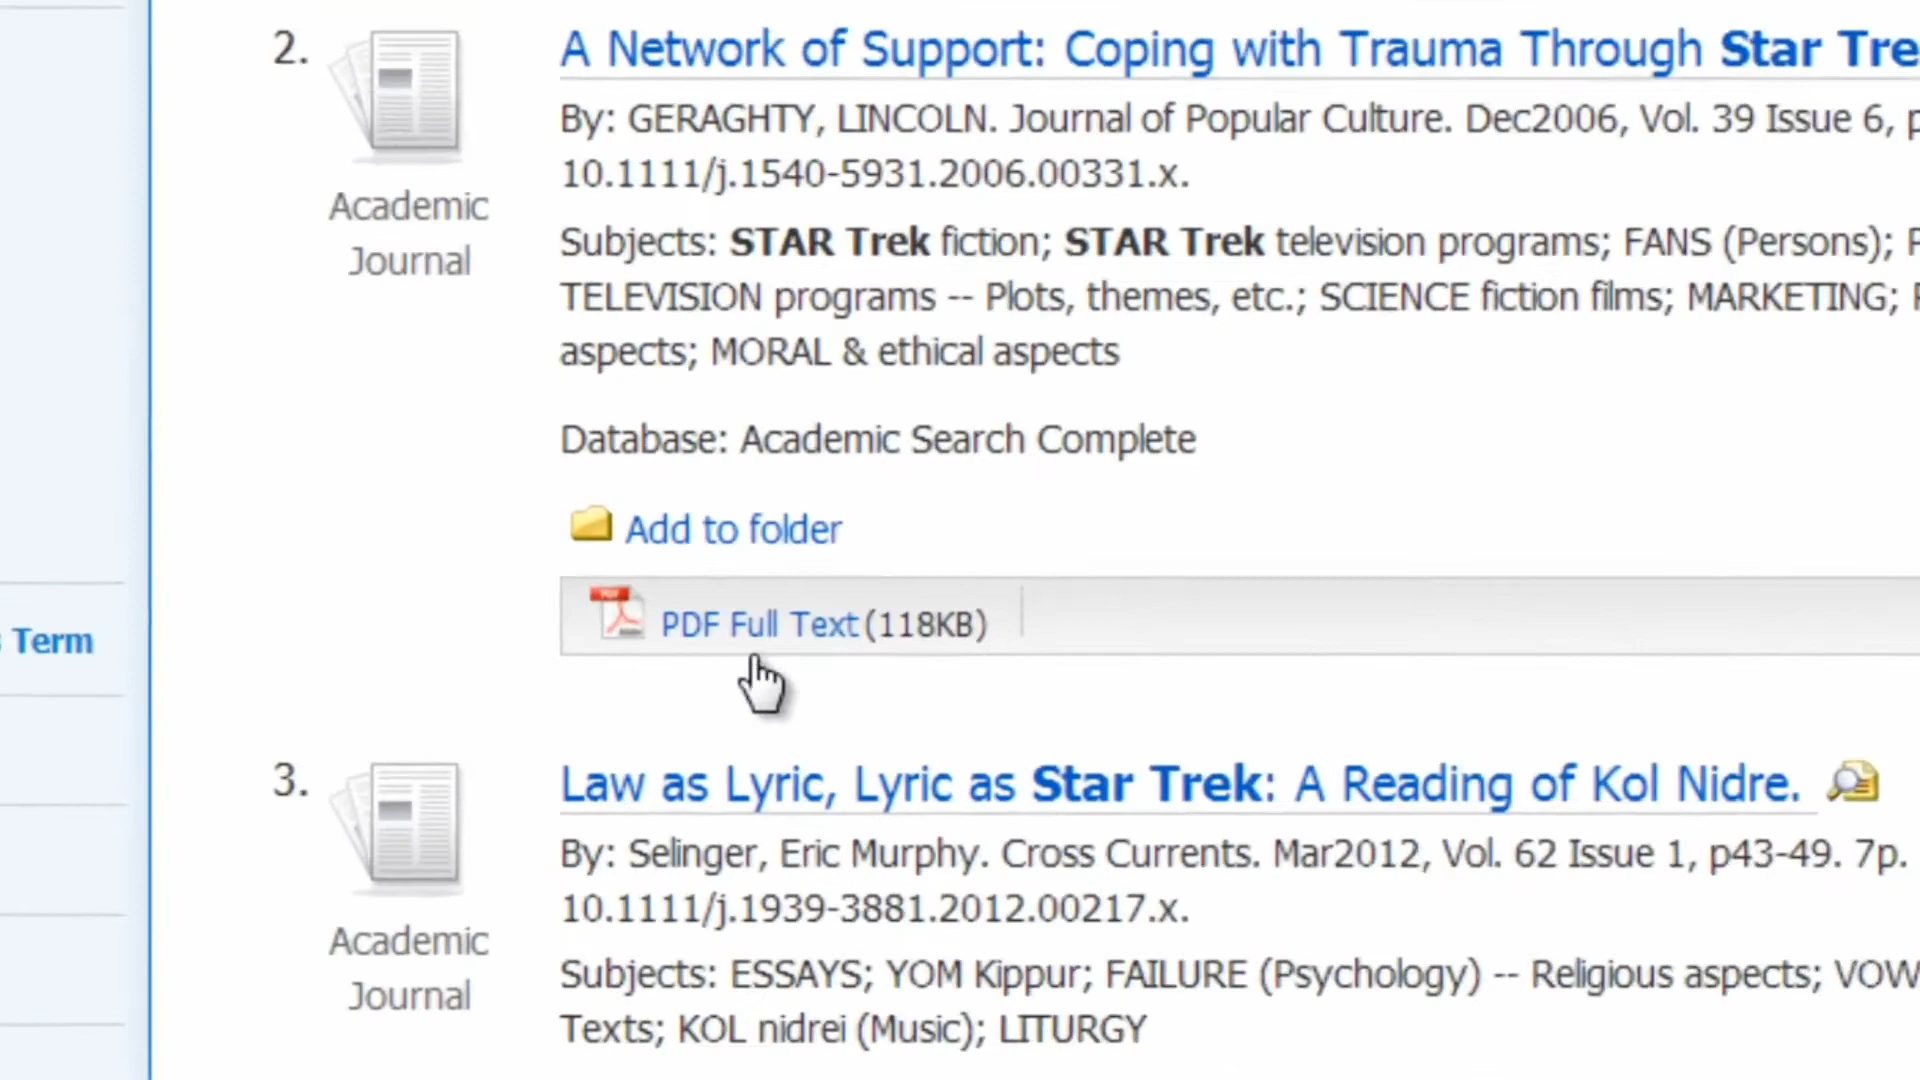 2.
A Network of Support: Coping with Trauma Through Star Tre
By: GERAGHTY, LINCOLN. Journal of Popular Culture. Dec2006, Vol. 39 Issue 6, p
10.1111/j.1540-5931.2006.00331.x.
Academic
Journal
Subjects: STAR Trek fiction; STAR Trek television programs; FANS (Persons);
TELEVISION programs -- Plots, themes, etc.; SCIENCE fiction films; MARKETING;
aspects; MORAL & ethical aspects
Database: Academic Search Complete
Add to folder
PDF
PDF Full Text (118KB)
Term
3.
Law as Lyric, Lyric as Star Trek: A Reading of Kol Nidre.
By: Selinger, Eric Murphy. Cross Currents. Mar2012, Vol. 62 Issue 1, p43-49. 7p.
10.1111/j.1939-3881.2012.00217.x.
Academic
Journal
Subjects: ESSAYS; YOM Kippur; FAILURE (Psychology) -- Religious aspects; VOW
Texts; KOL nidrei (Music); LITURGY